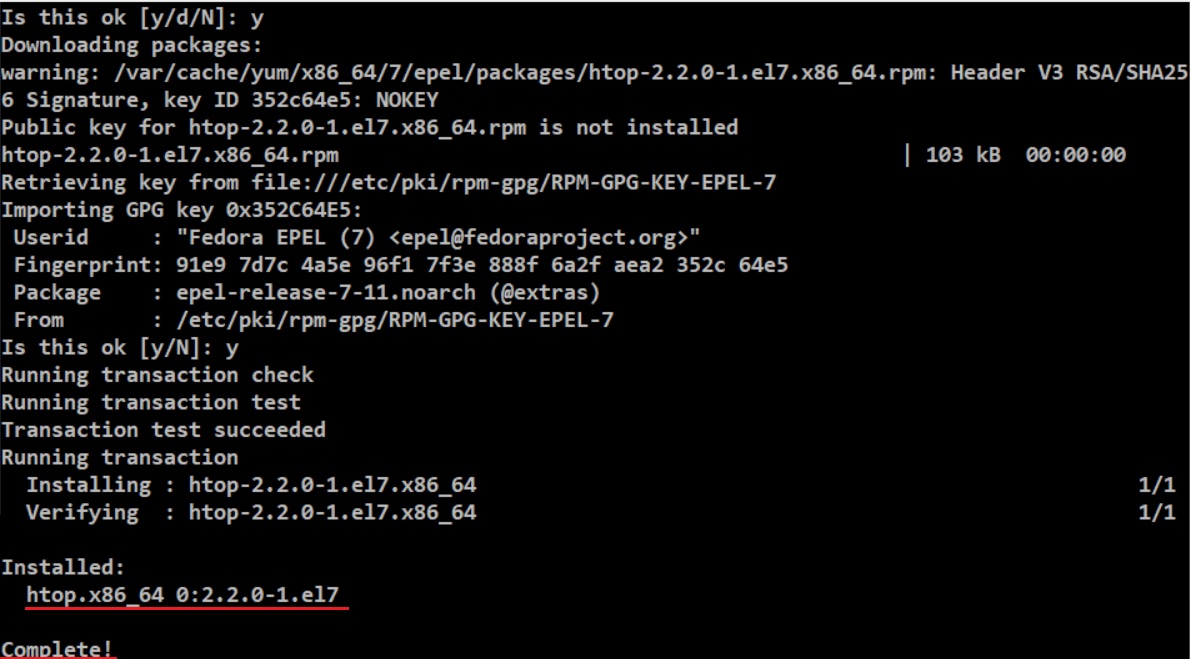 Is this ok [y/d/N]: y
Downloading packages:
warning: /var/cache/yum/x86_64/7/epel/packages/htop-2.2.0-1.el7.x86_64.rpm: Header V3 RSA/SHA25
6 Signature, key ID 352c64e5: NOKEY
Public key for htop-2.2.0-1.el7.x86_64.rpm is not installed
htop-2.2.0-1.el7.x86_64.rpm                                             | 103 kB  00:00:00
Retrieving key from file:///etc/pki/rpm-gpg/RPM-GPG-KEY-EPEL-7
Importing GPG key 0x352C64E5:
 Userid     : "Fedora EPEL (7) <epel@fedoraproject.org>"
 Fingerprint: 91e9 7d7c 4a5e 96f1 7f3e 888f 6a2f aea2 352c 64e5
 Package    : epel-release-7-11.noarch (@extras)
 From       : /etc/pki/rpm-gpg/RPM-GPG-KEY-EPEL-7
Is this ok [y/N]: y
Running transaction check
Running transaction test
Transaction test succeeded
Running transaction
  Installing : htop-2.2.0-1.el7.x86_64                                                     1/1
  Verifying  : htop-2.2.0-1.el7.x86_64                                                     1/1
Installed:
  htop.x86_64 0:2.2.0-1.el7
Complete!